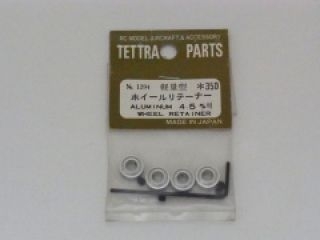 RC MODEL AIRCRAFT & ACCESSORY
TETTRA PARTS
No. 1204 軽量型 *350
ホイールリテーナー
ALUMINUM 4.5 %用
WHEEL RETAINER
MADE IN JAPAN